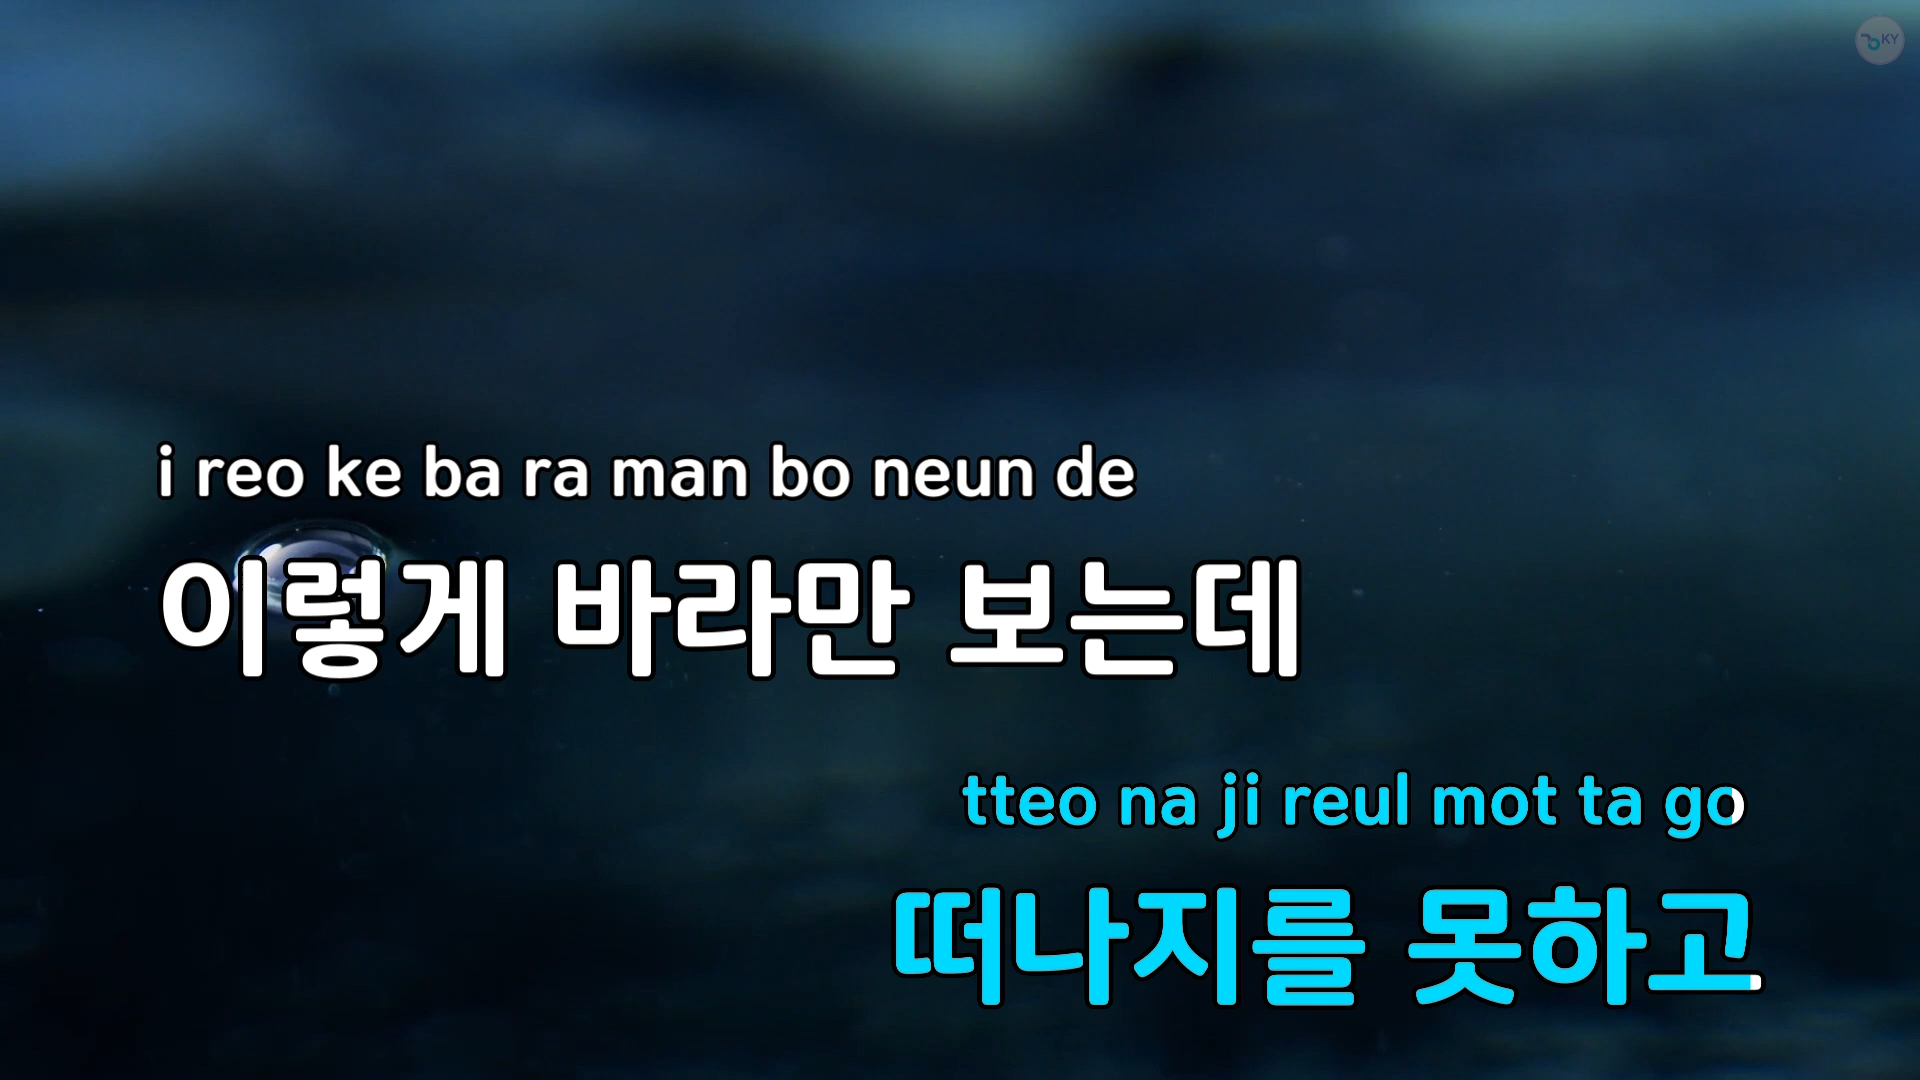 KY
i reo ke ba ra man bo neun de
이렇게 바라만 보는데
tteo na ji reul mot ta go
떠나지를 못하고